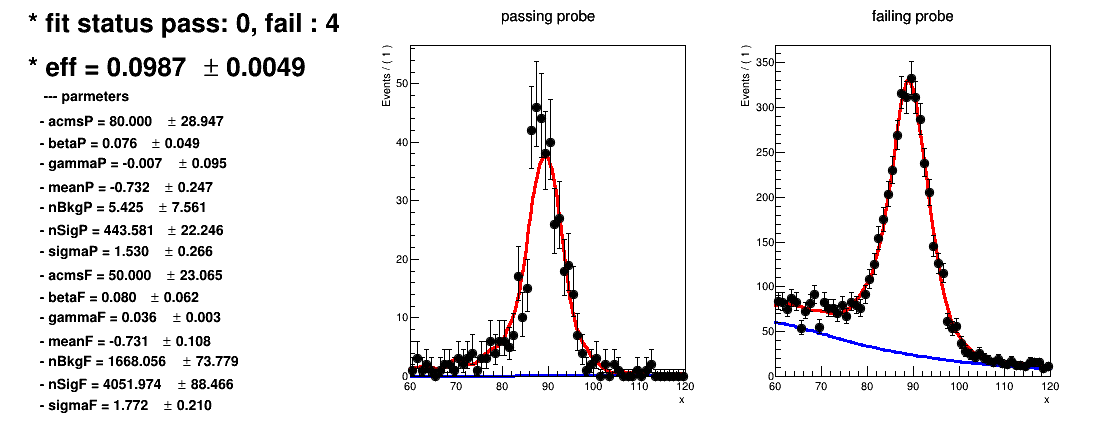 * fit status pass: 0, fail : 4
* eff = 0.0987 ± 0.0049
--- parmeters
- acmsP = 80.000 ± 28.947
- betaP = 0.076 ± 0.049
- gammaP = -0.007 ± 0.095
- meanP = -0.732 ± 0.247
- nBkgP = 5.425 ± 7.561
- nSigP = 443.581 ± 22.246
- sigmaP = 1.530 ± 0.266
- acmsF = 50.000 ± 23.065
- betaF = 0.080 ± 0.062
- gammaF = 0.036 ± 0.003
- meanF = -0.731 ± 0.108
- nBkgF = 1668.056 ± 73.779
- nSigF = 4051.974 ± 88.466
- sigmaF = 1.772 ± 0.210
passing probe
Events / ( 1 )
50
40
30
20
10
0
60 70 80 90 100 110 120
x
failing probe
Events / ( 1 )
350
300
250
200
150
100
50
0
60 70 80 90 100 110 120
x